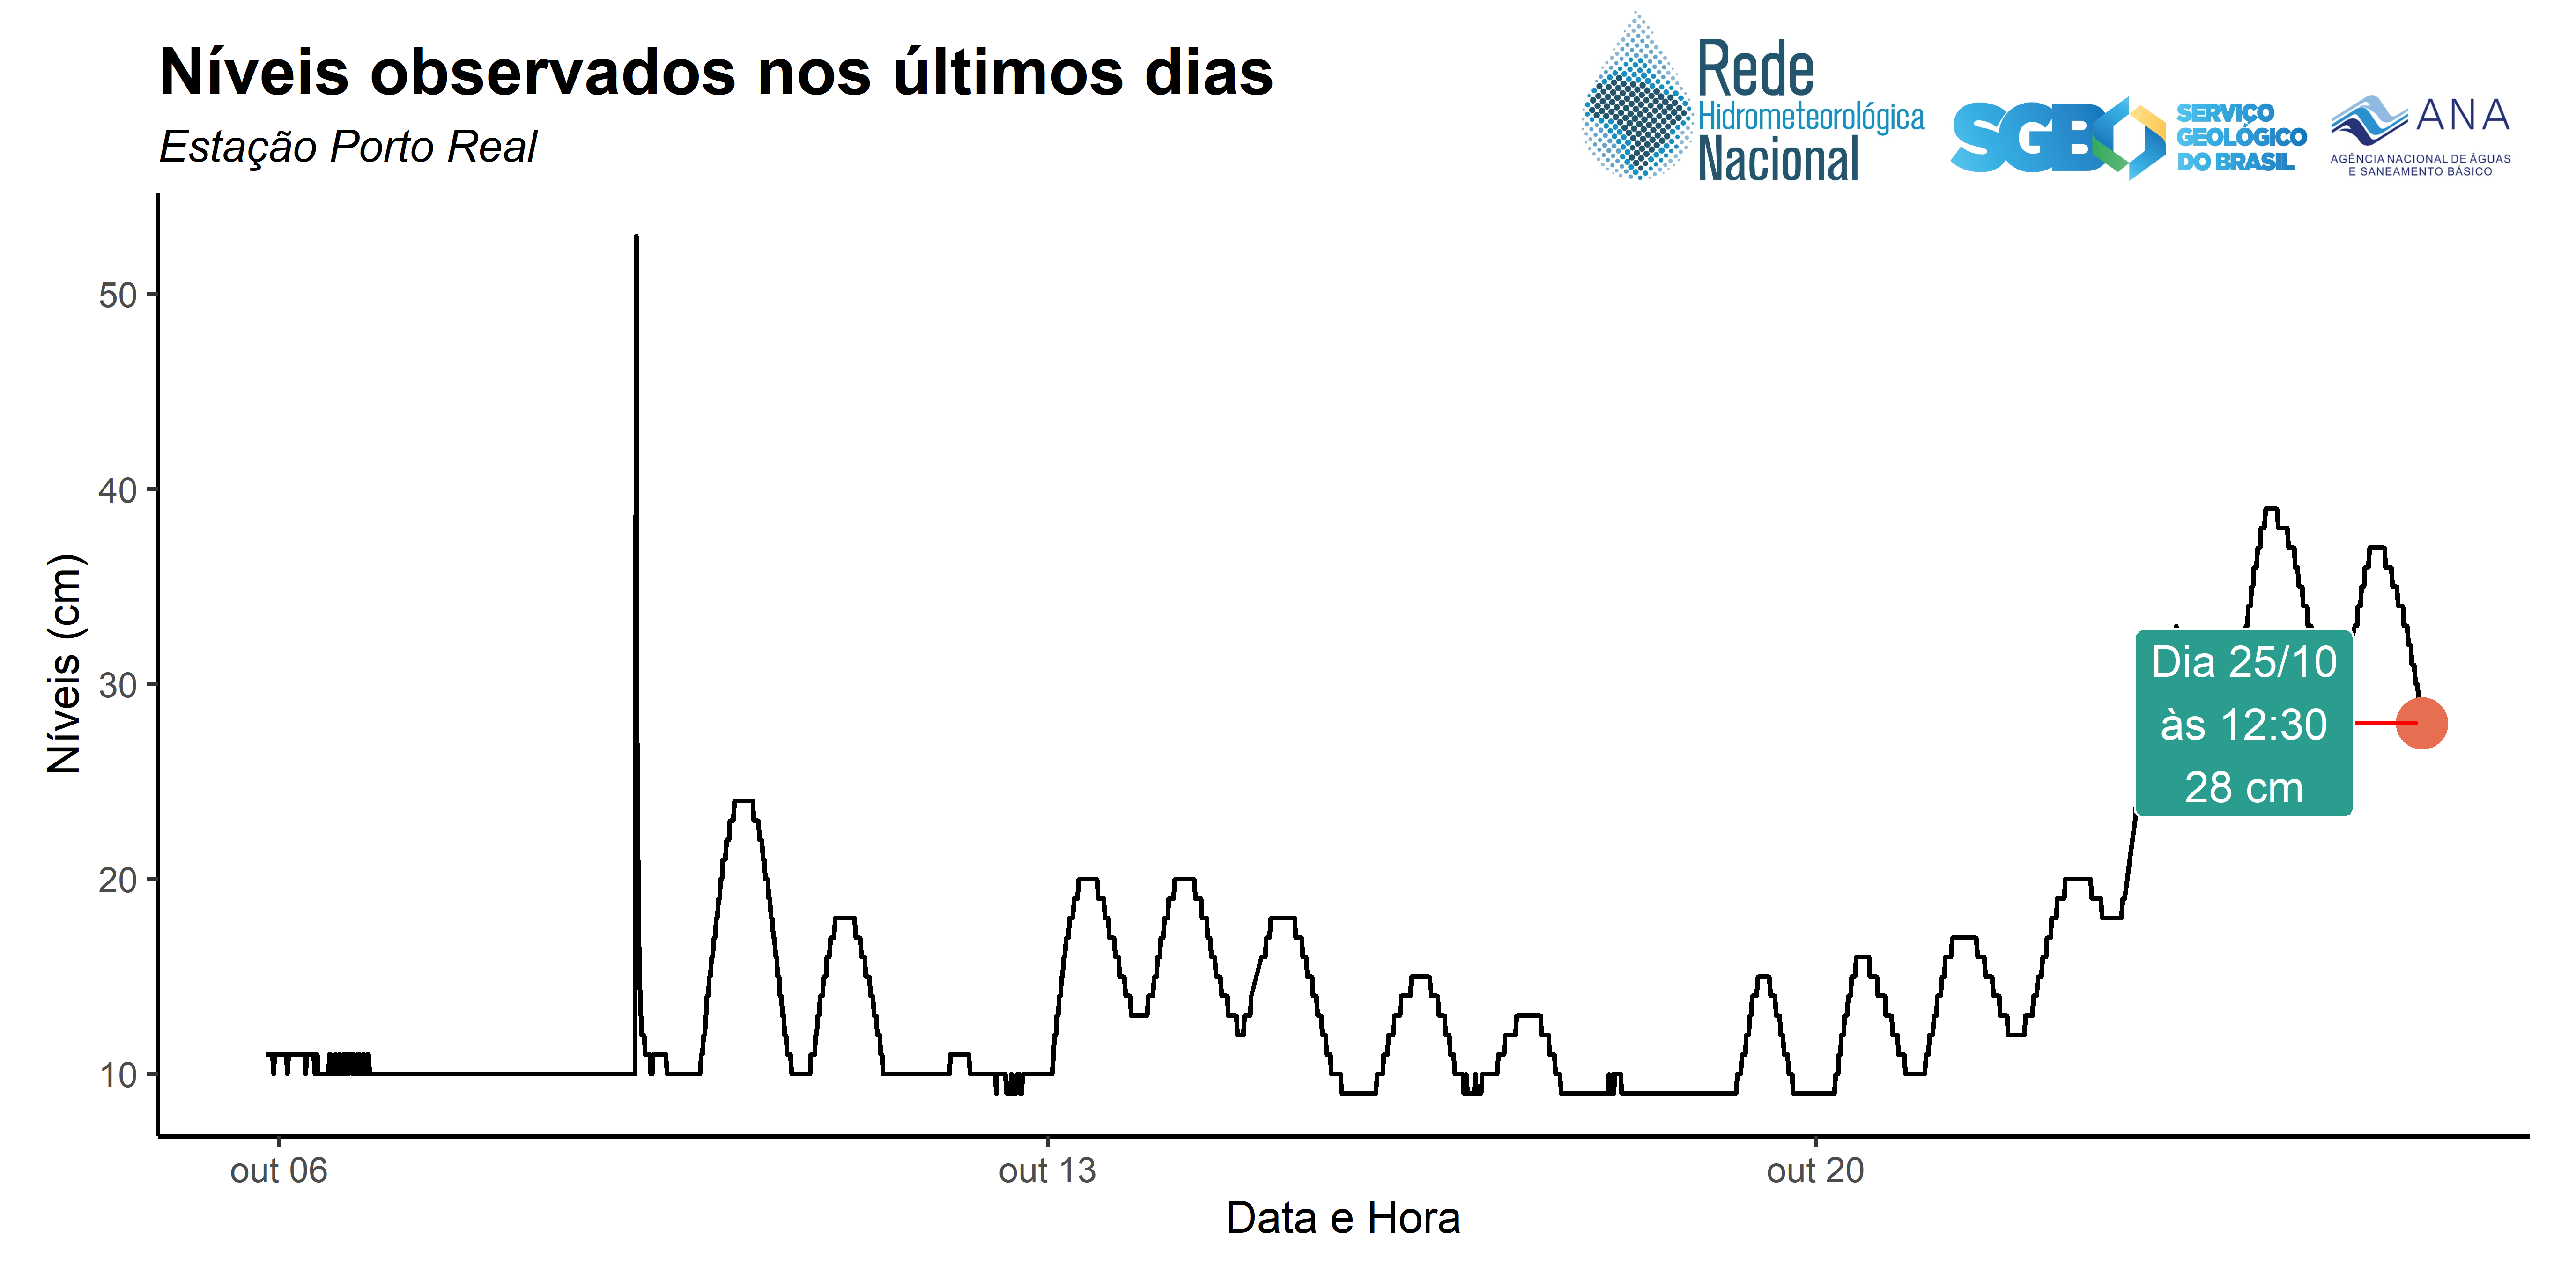 Níveis observados nos últimos dias
Estação Porto Real
Rede
Hidrometeorológica
Nacional
SGB
SERVIÇO
GEOLÓGICO
DO BRASIL
ANA
AGÊNCIA NACIONAL DE ÁGUAS
E SANEAMENTO BÁSICO
Níveis (cm)
50
40
30
20
10
Dia 25/10
às 12:30
28 cm
out 06
out 13
out 20
Data e Hora